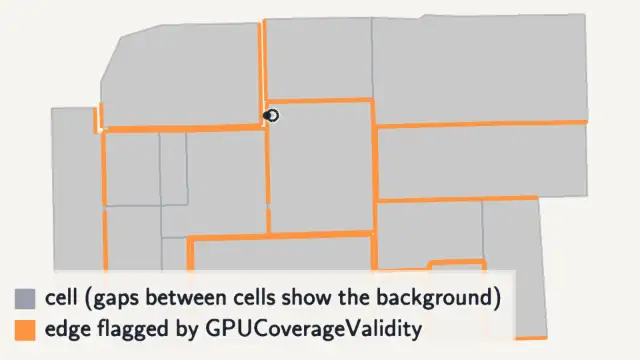 cell (gaps between cells show the background)
edge flagged by GPUCoverageValidity